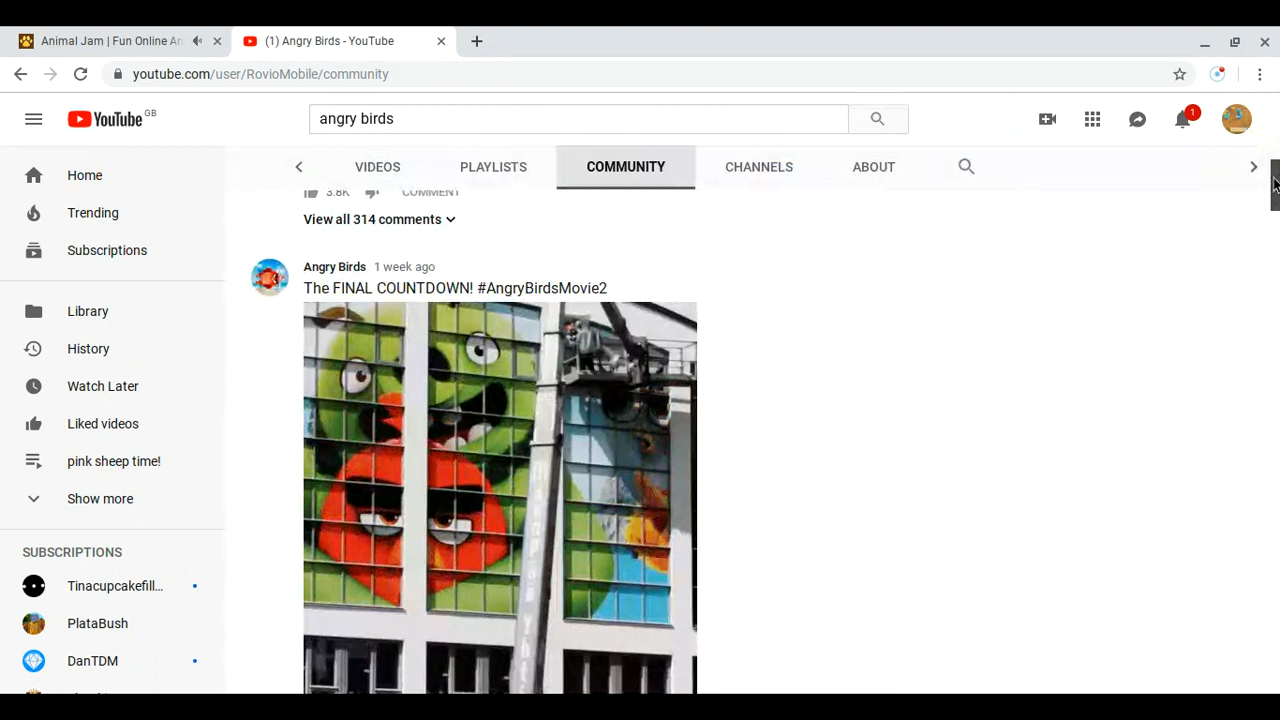 Animal Jam | Fun Online An
(1) Angry Birds - YouTube
youtube.com/user/RovioMobile/community
YouTube GB
angry birds
1
VIDEOS
PLAYLISTS
COMMUNITY
CHANNELS
ABOUT
Home
Trending
Subscriptions
Library
History
Watch Later
Liked videos
pink sheep time!
Show more
SUBSCRIPTIONS
Tinacupcakefill...
PlataBush
DanTDM
3.8K COMMENT
View all 314 comments
Angry Birds 1 week ago
The FINAL COUNTDOWN! #AngryBirdsMovie2